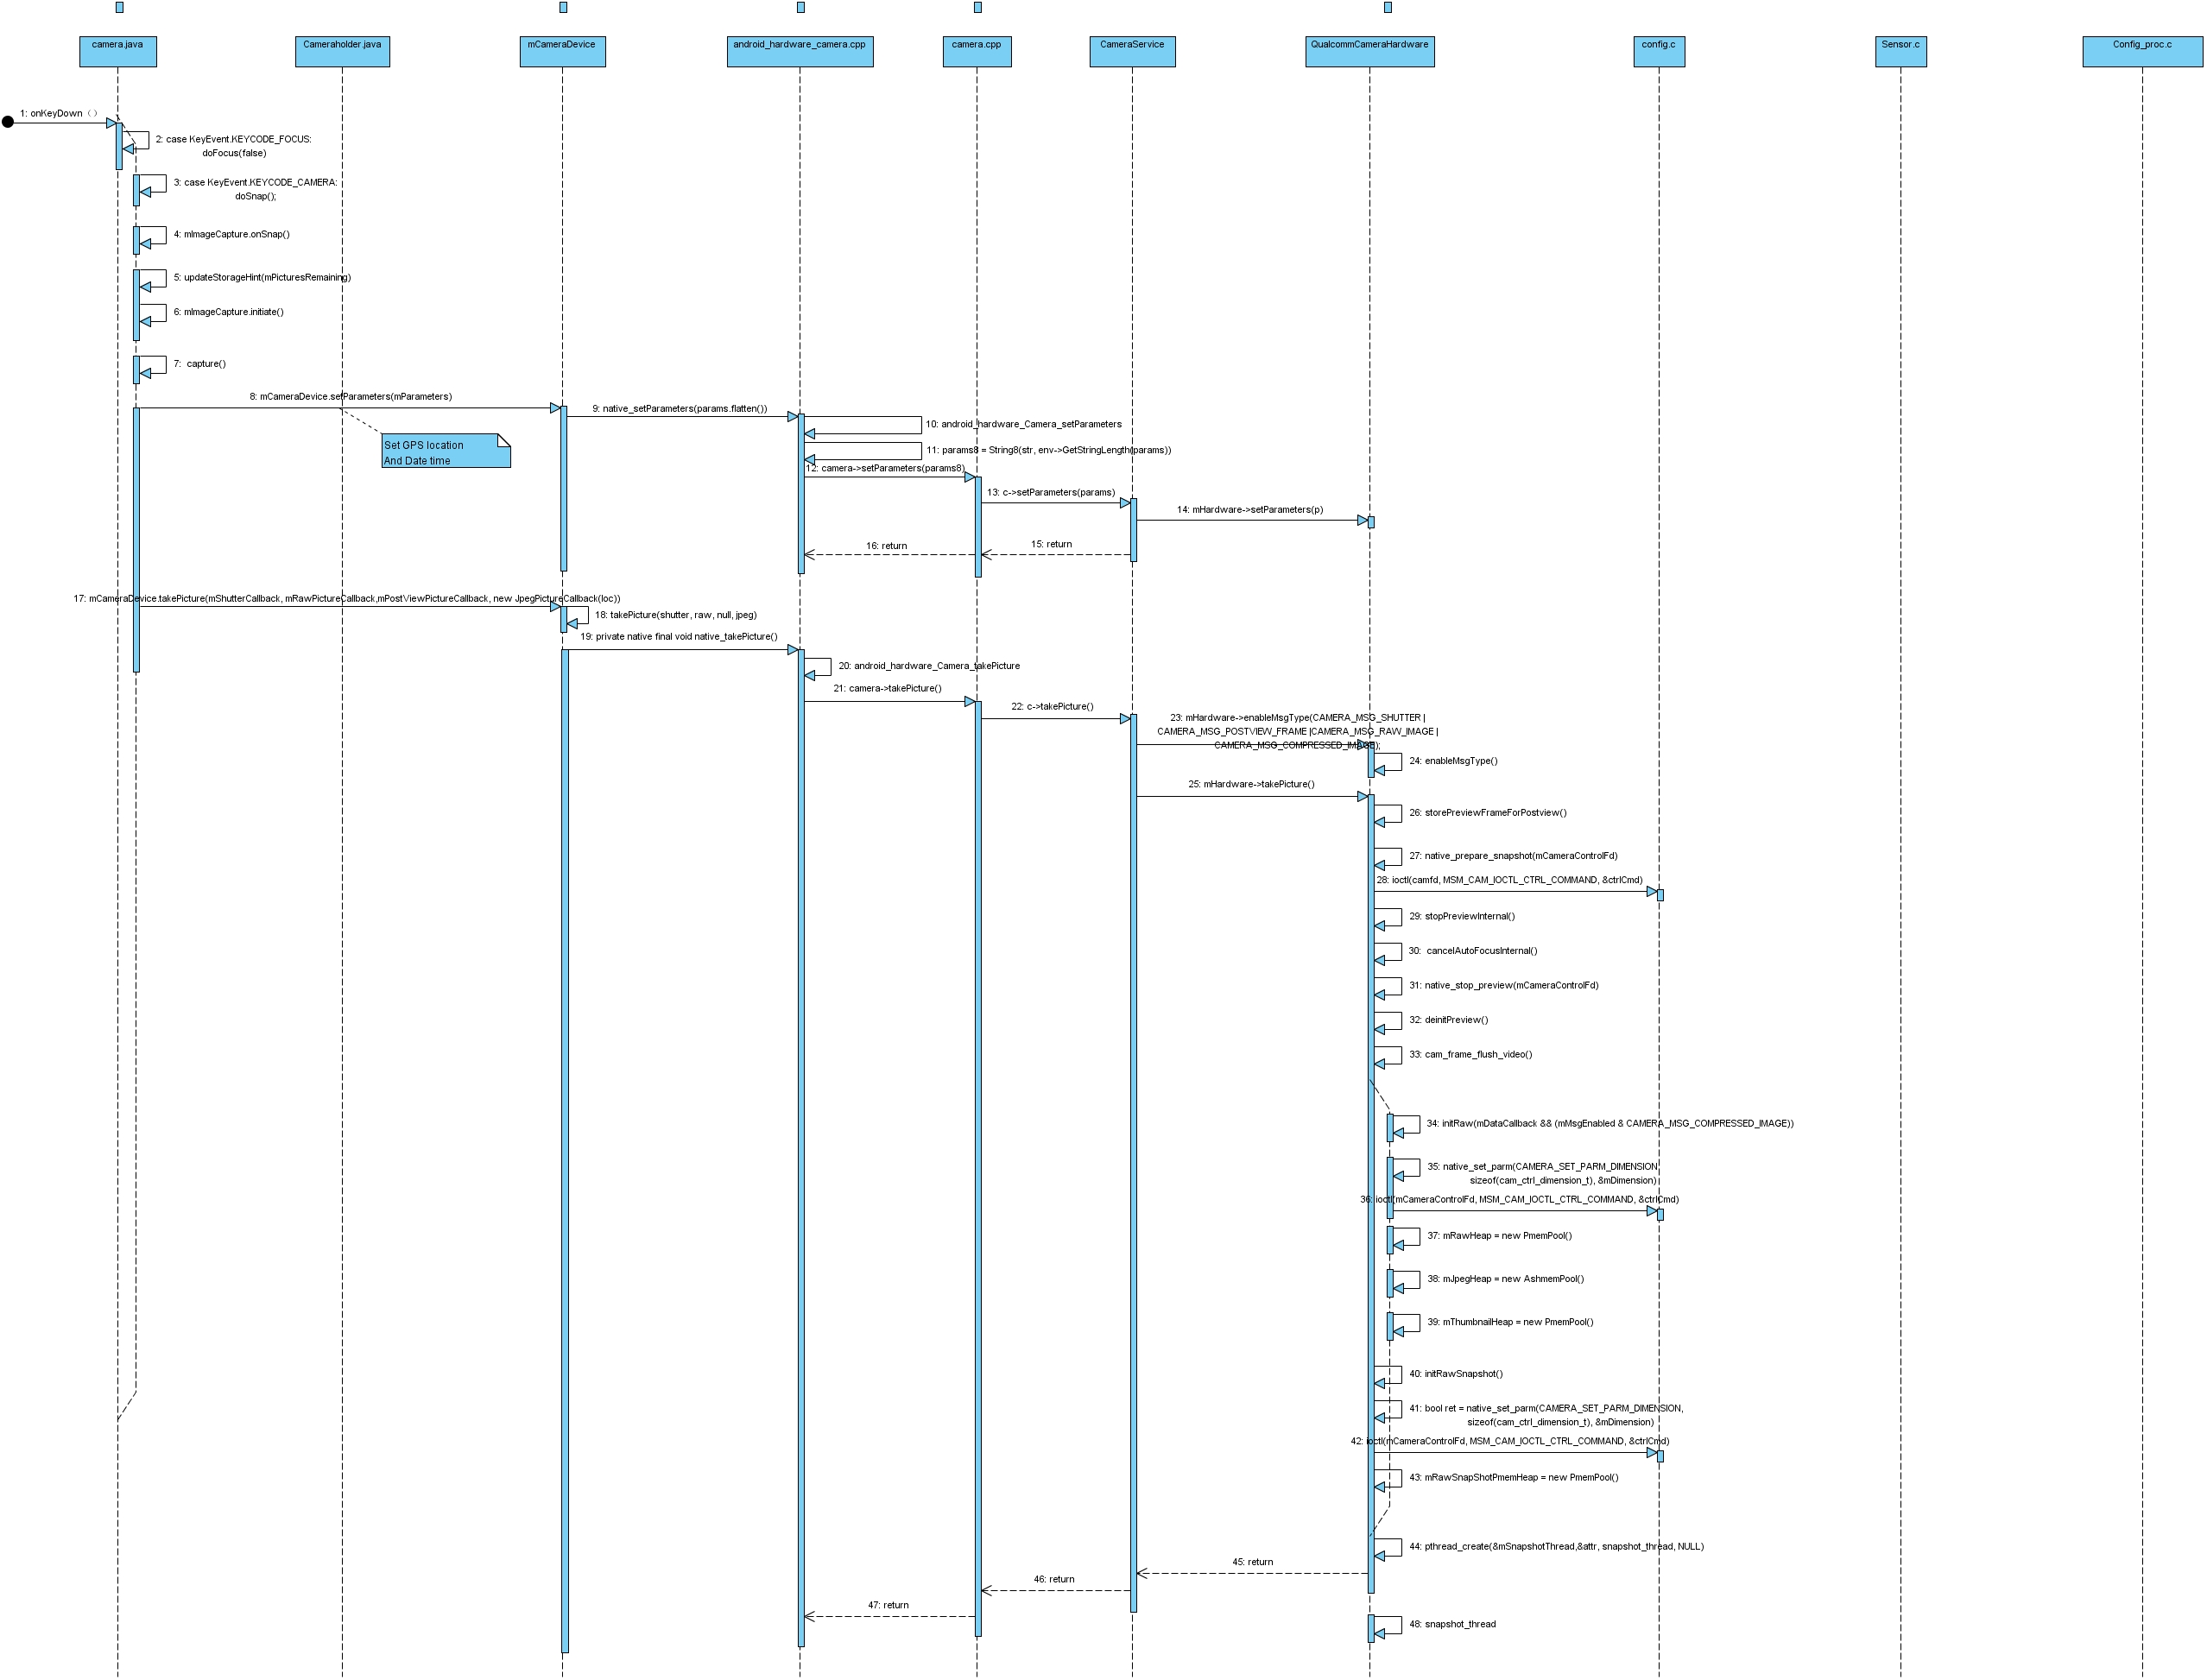 camera.java
Cameraholder.java
mCameraDevice
android_hardware_camera.cpp
camera.cpp
CameraService
QualcommCameraHardware
config.c
Sensor.c
Config_proc.c
1: onKeyDown（）
2: case KeyEvent.KEYCODE_FOCUS:
doFocus(false)
3: case KeyEvent.KEYCODE_CAMERA:
doSnap();
4: mImageCapture.onSnap()
5: updateStorageHint(mPicturesRemaining)
6: mImageCapture.initiate()
7: capture()
8: mCameraDevice.setParameters(mParameters)
Set GPS location
And Date time
9: native_setParameters(params.flatten())
10: android_hardware_Camera_setParameters
11: params8 = String8(str, env->GetStringLength(params))
12: camera->setParameters(params8)
13: c->setParameters(params)
14: mHardware->setParameters(p)
15: return
16: return
17: mCameraDevice.takePicture(mShutterCallback, mRawPictureCallback,mPostViewPictureCallback, new JpegPictureCallback(loc))
18: takePicture(shutter, raw, null, jpeg)
19: private native final void native_takePicture()
20: android_hardware_Camera_takePicture
21: camera->takePicture()
22: c->takePicture()
23: mHardware->enableMsgType(CAMERA_MSG_SHUTTER |
CAMERA_MSG_POSTVIEW_FRAME |CAMERA_MSG_RAW_IMAGE |
CAMERA_MSG_COMPRESSED_IMAGE);
24: enableMsgType()
25: mHardware->takePicture()
26: storePreviewFrameForPostview()
27: native_prepare_snapshot(mCameraControlFd)
28: ioctl(camfd, MSM_CAM_IOCTL_CTRL_COMMAND, &ctrlCmd)
29: stopPreviewInternal()
30: cancelAutoFocusInternal()
31: native_stop_preview(mCameraControlFd)
32: deinitPreview()
33: cam_frame_flush_video()
34: initRaw(mDataCallback && (mMsgEnabled & CAMERA_MSG_COMPRESSED_IMAGE))
35: native_set_parm(CAMERA_SET_PARM_DIMENSION,
sizeof(cam_ctrl_dimension_t), &mDimension)
36: ioctl(mCameraControlFd, MSM_CAM_IOCTL_CTRL_COMMAND, &ctrlCmd)
37: mRawHeap = new PmemPool()
38: mJpegHeap = new AshmemPool()
39: mThumbnailHeap = new PmemPool()
40: initRawSnapshot()
41: bool ret = native_set_parm(CAMERA_SET_PARM_DIMENSION,
sizeof(cam_ctrl_dimension_t), &mDimension)
42: ioctl(mCameraControlFd, MSM_CAM_IOCTL_CTRL_COMMAND, &ctrlCmd)
43: mRawSnapShotPmemHeap = new PmemPool()
44: pthread_create(&mSnapshotThread,&attr, snapshot_thread, NULL)
45: return
46: return
47: return
48: snapshot_thread